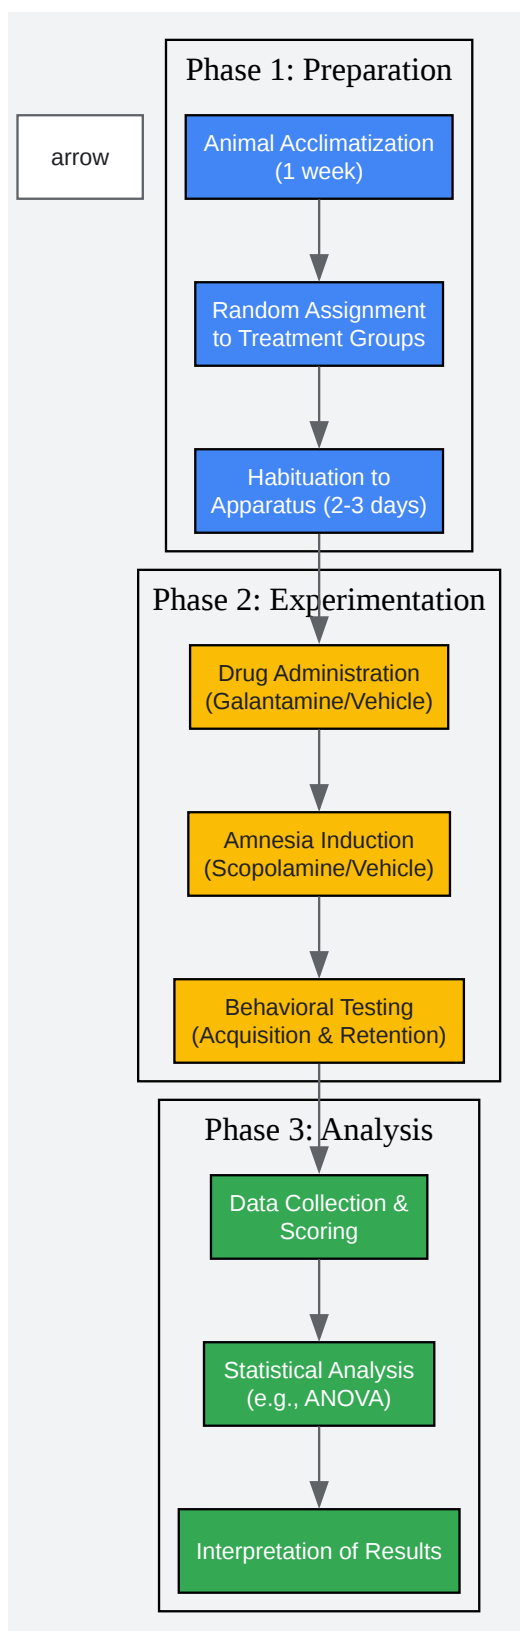 Phase 1: Preparation
arrow
Animal Acclimatization
(1 week)
Random Assignment
to Treatment Groups
Habituation to
Apparatus (2-3 days)
Phase 2: Experimentation
Drug Administration
(Galantamine/Vehicle)
Amnesia Induction
(Scopolamine/Vehicle)
Behavioral Testing
(Acquisition & Retention)
Phase 3: Analysis
Data Collection &
Scoring
Statistical Analysis
(e.g., ANOVA)
Interpretation of Results